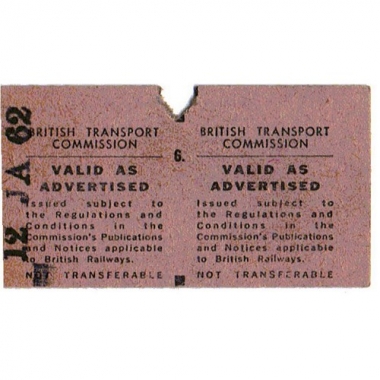 12 JA 62
BRITISH TRANSPORT
COMMISSION
VALID AS
ADVERTISED
Issued subject to
the Regulations and
Conditions in the
Commission's Publications
and Notices applicable
to British Railways.
NOT TRANSFERABLE
6.
BRITISH TRANSPORT
COMMISSION
VALID AS
ADVERTISED
Issued subject to
the Regulations and
Conditions in the
Commission's Publications
and Notices applicable
to British Railways.
NOT TRANSFERABLE